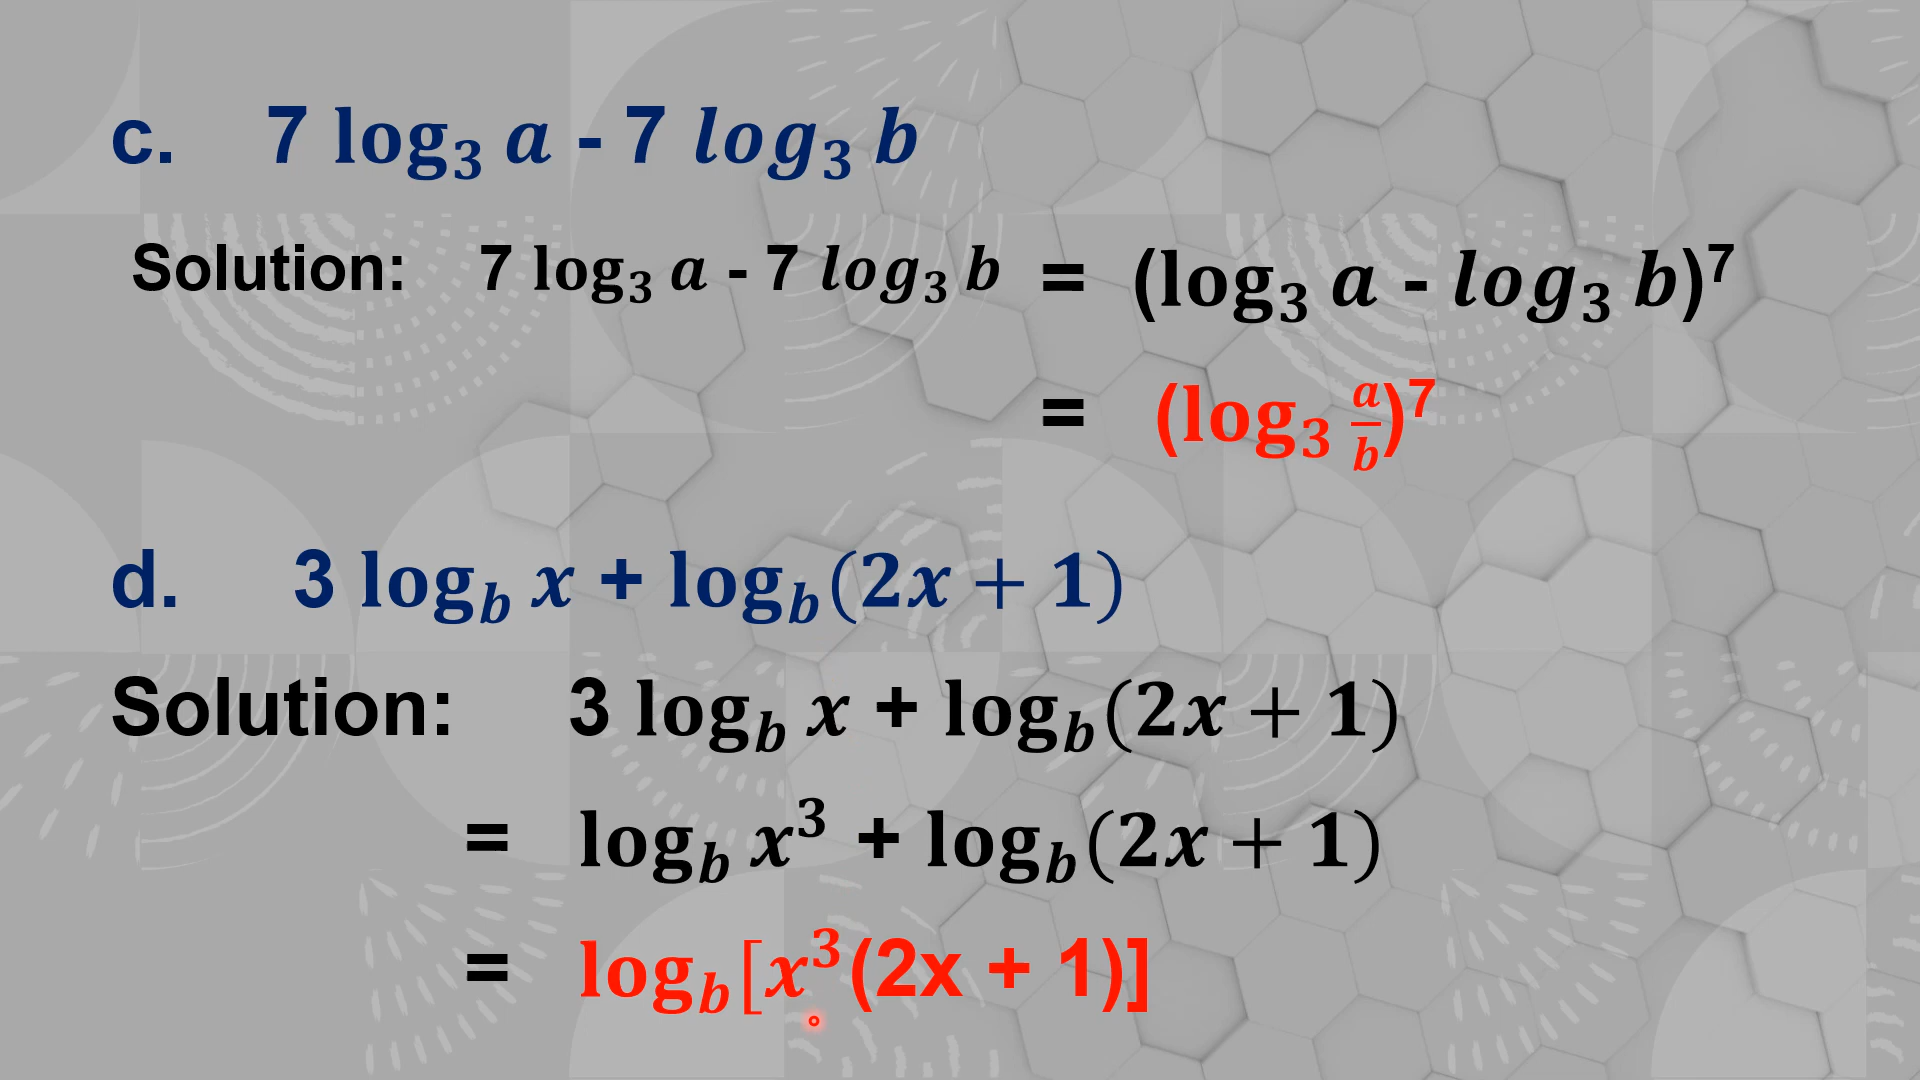 c. 7 log₃ a - 7 log₃ b
Solution: 7 log₃ a - 7 log₃ b = (log₃ a - log₃ b)⁷
= (log₃ a/b)⁷
d. 3 log_b x + log_b(2x + 1)
Solution: 3 log_b x + log_b(2x + 1)
= log_b x³ + log_b(2x + 1)
= log_b[x³(2x + 1)]